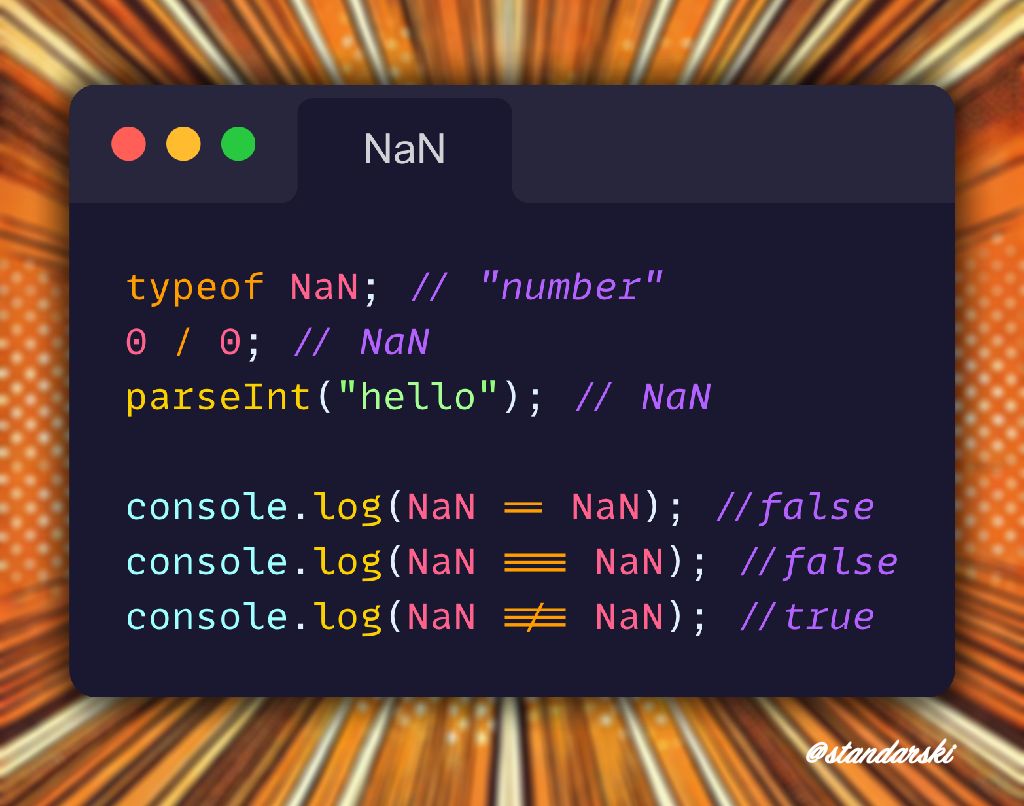 NaN
typeof NaN; // "number"
0 / 0; // NaN
parseInt("hello"); // NaN
console.log(NaN == NaN); //false
console.log(NaN === NaN); //false
console.log(NaN !== NaN); //true
@standarski